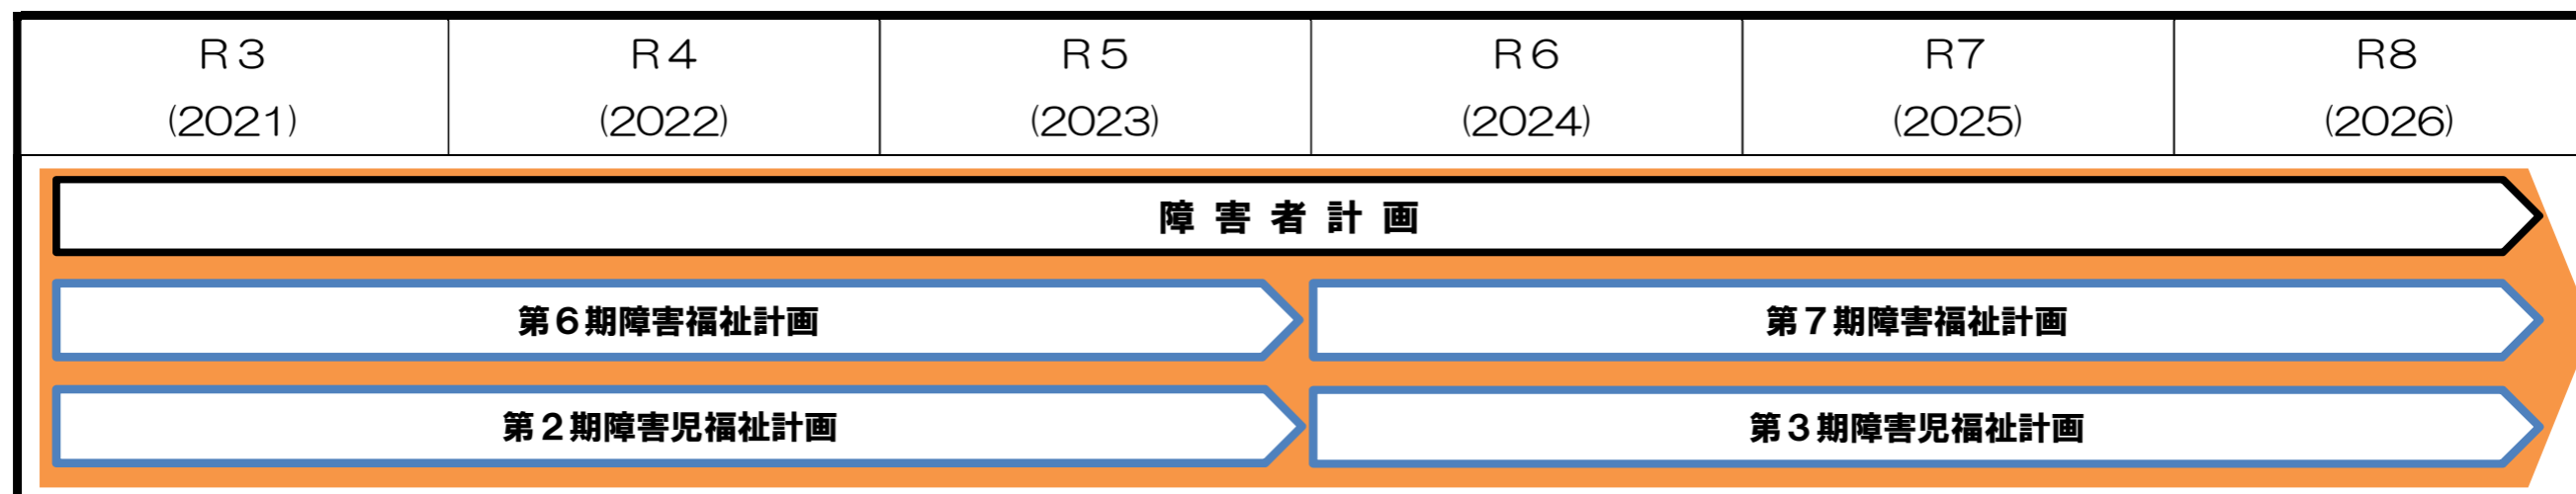 Ｒ３ Ｒ４ Ｒ５ Ｒ６ Ｒ7 Ｒ8
(2021) (2022) (2023) (2024) (2025) (2026)
障 害 者 計 画
第６期障害福祉計画 第７期障害福祉計画
第２期障害児福祉計画 第３期障害児福祉計画